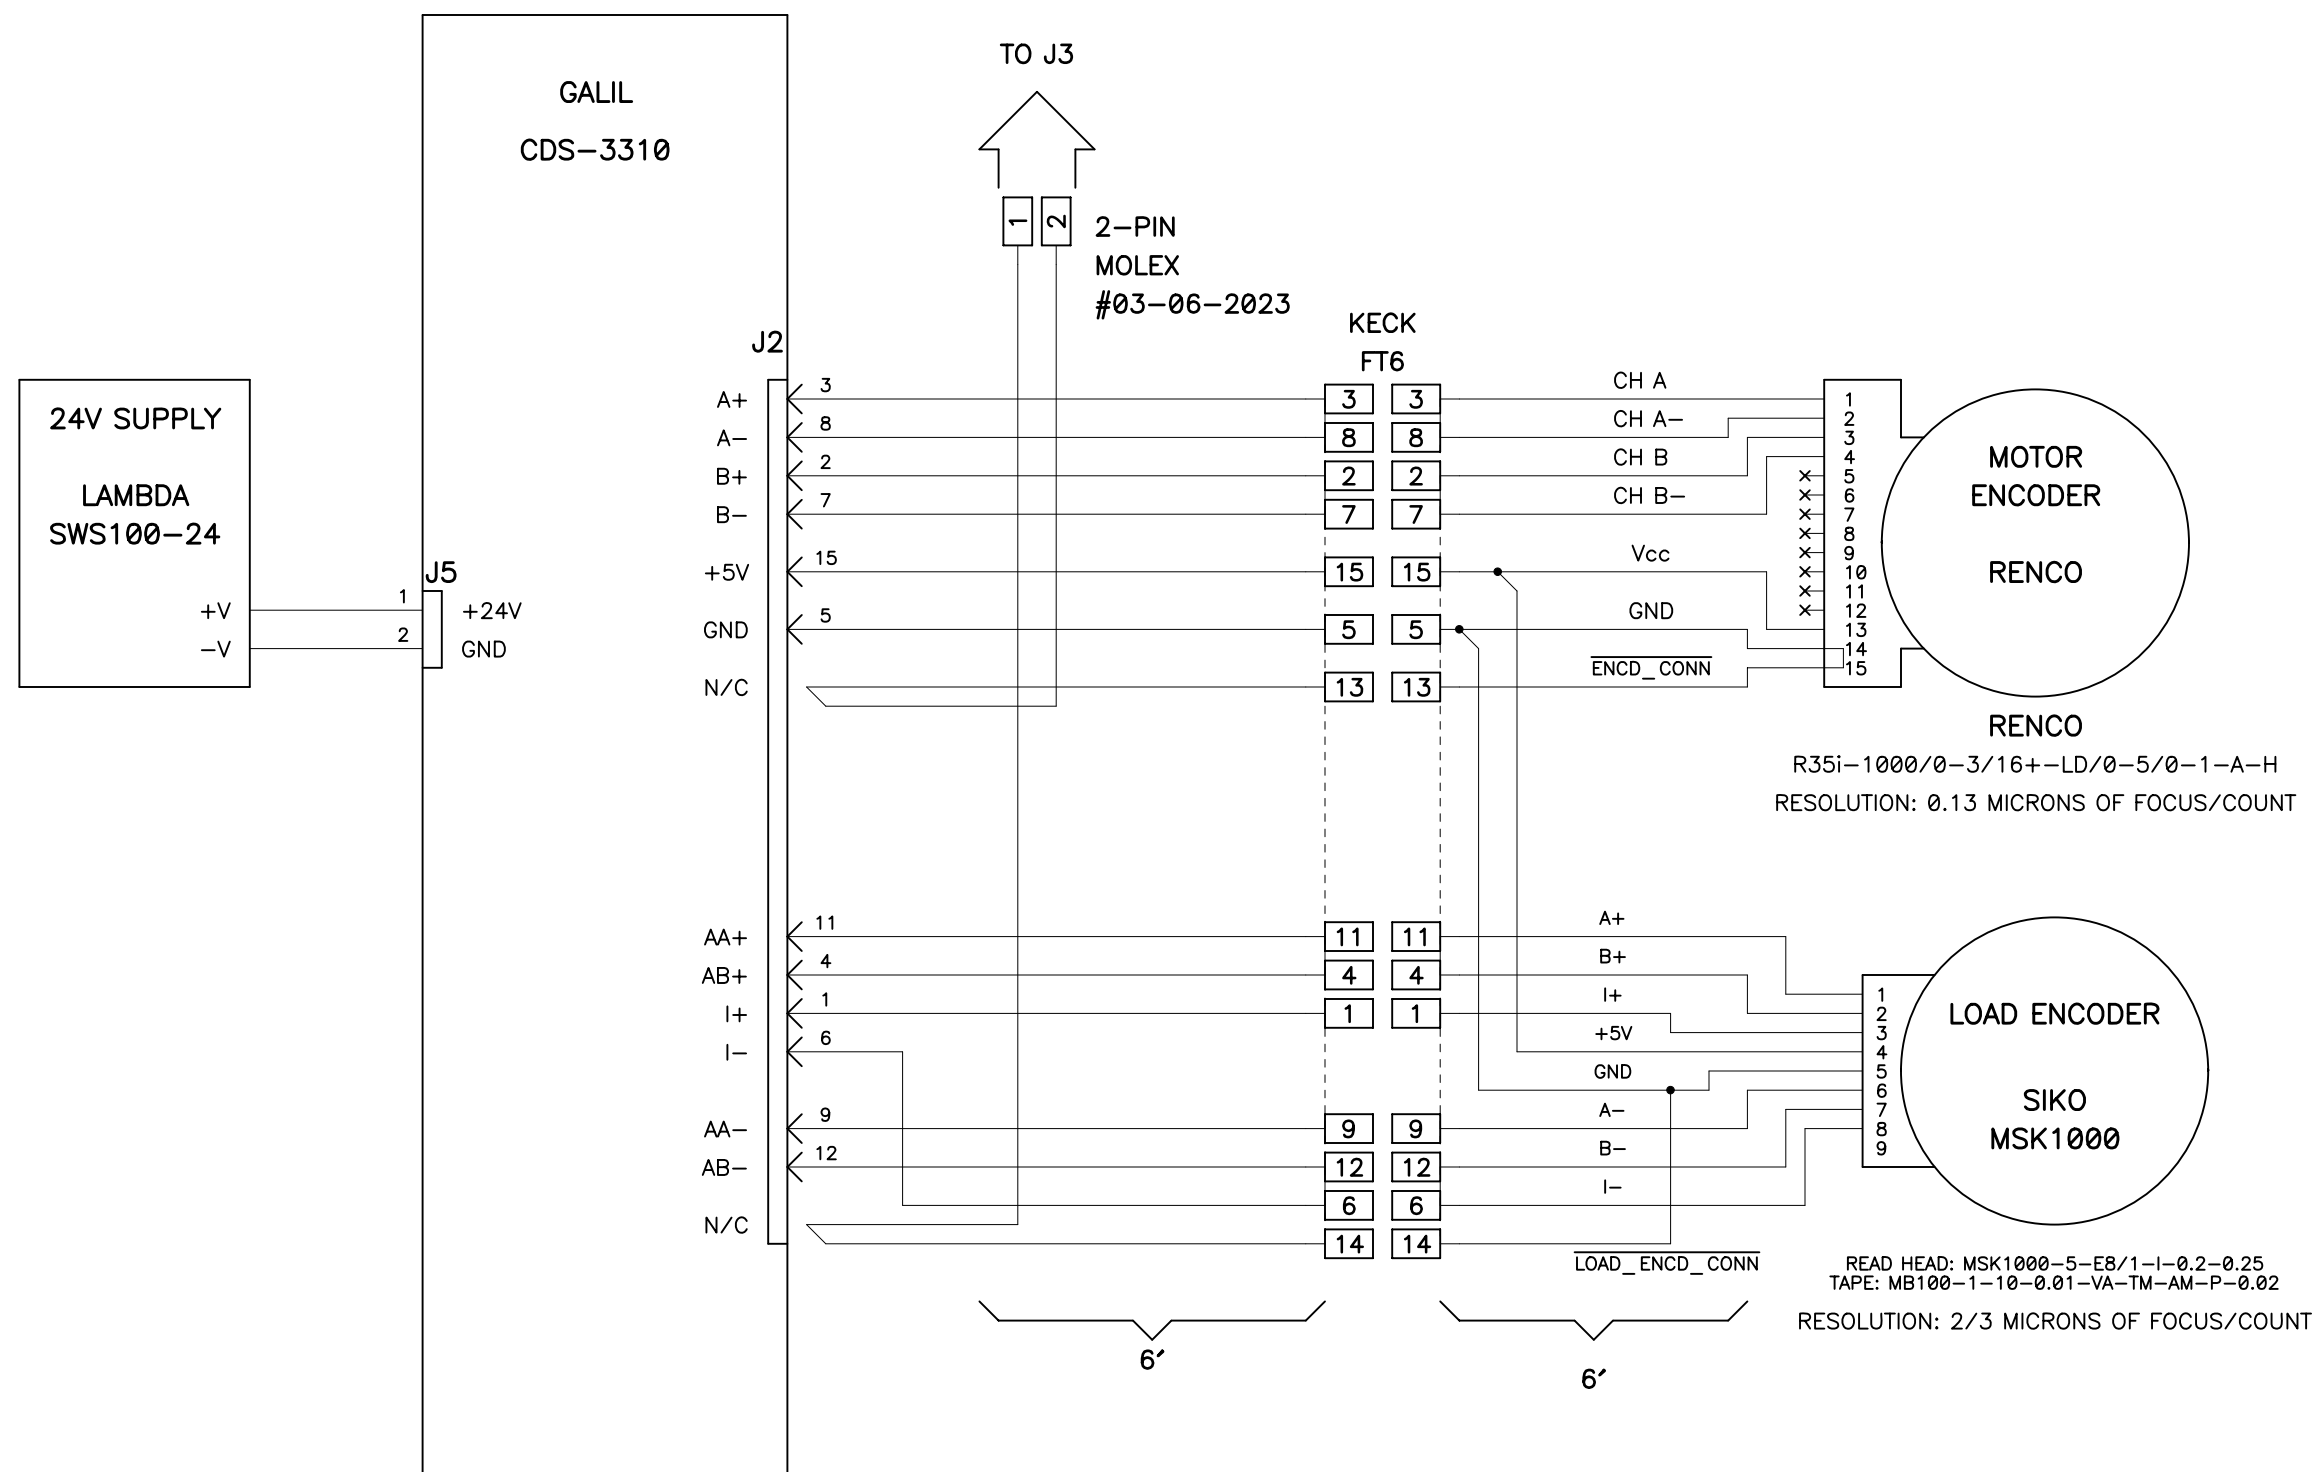 TO J3
GALIL
CDS-3310
1 2
2-PIN
MOLEX
#03-06-2023
24V SUPPLY
LAMBDA
SWS100-24
+V
-V
J5
1 +24V
2 GND
J2
KECK
FT6
A+ 3 3 3 CH A 1
A- 8 8 8 CH A- 2
B+ 2 2 2 CH B 3
B- 7 7 7 CH B- 4
5
6
7
8
9
+5V 15 15 15 Vcc 10
11
12
GND 5 5 5 GND 13
14
ENCD_CONN 15
N/C 13 13
MOTOR
ENCODER
RENCO
RENCO
R35i-1000/0-3/16+-LD/0-5/0-1-A-H
RESOLUTION: 0.13 MICRONS OF FOCUS/COUNT
AA+ 11 11 11 A+
AB+ 4 4 4 B+
I+ 1 1 1 I+
I- 6 +5V
GND
AA- 9 9 9 A-
AB- 12 12 12 B-
6 6 I-
N/C 14 14
LOAD_ENCD_CONN
1
2
3
4
5
6
7
8
9
LOAD ENCODER
SIKO
MSK1000
READ HEAD: MSK1000-5-E8/1-I-0.2-0.25
TAPE: MB100-1-10-0.01-VA-TM-AM-P-0.02
RESOLUTION: 2/3 MICRONS OF FOCUS/COUNT
6′
6′